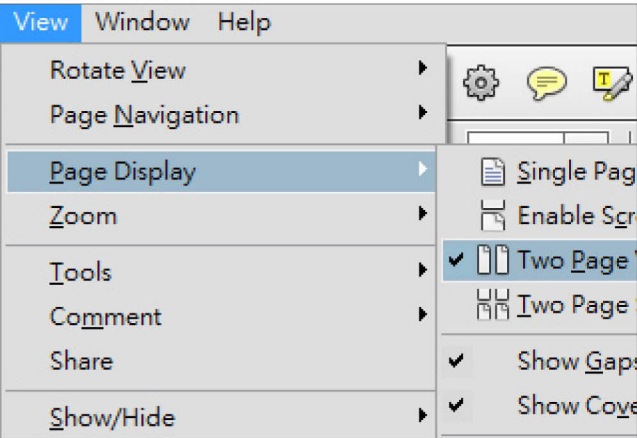 View Window Help
Rotate View
Page Navigation
Page Display
Zoom
Tools
Comment
Share
Show/Hide
T
Single Pag
Enable Scr
Two Page
Two Page
Show Gaps
Show Cove